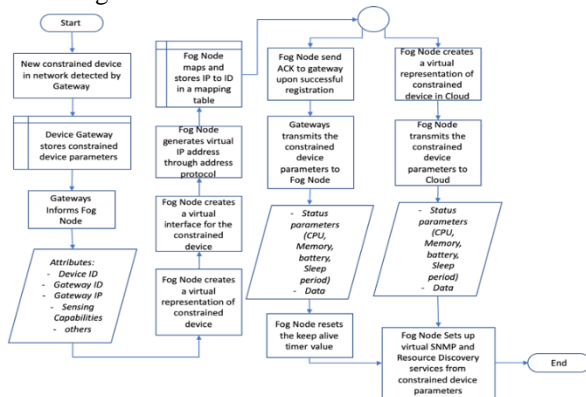 Start
New constrained device
in network detected by
Gateway
Device Gateway
stores constrained
device parameters
Gateways
Informs Fog
Node
Attributes:
- Device ID
- Gateway ID
- Gateway IP
- Sensing
Capabilities
- others
Fog Node
maps and
stores IP to ID
in a mapping
table
Fog Node
generates virtual
IP address
through address
protocol
Fog Node creates
a virtual
interface for the
constrained
device
Fog Node creates
a virtual
representation of
constrained
device
Fog Node send
ACK to gateway
upon successful
registration
Gateways
transmits the
constrained
device
parameters to
Fog Node
- Status
parameters
(CPU,
Memory,
battery,
Sleep
period)
- Data
Fog Node resets
the keep alive
timer value
Fog Node creates
a virtual
representation of
constrained
device in Cloud
Fog Node
transmits the
constrained
device
parameters to
Cloud
- Status
parameters
(CPU,
Memory,
battery,
Sleep
period)
- Data
Fog Node Sets up
virtual SNMP and
Resource Discovery
services from
constrained device
parameters
End